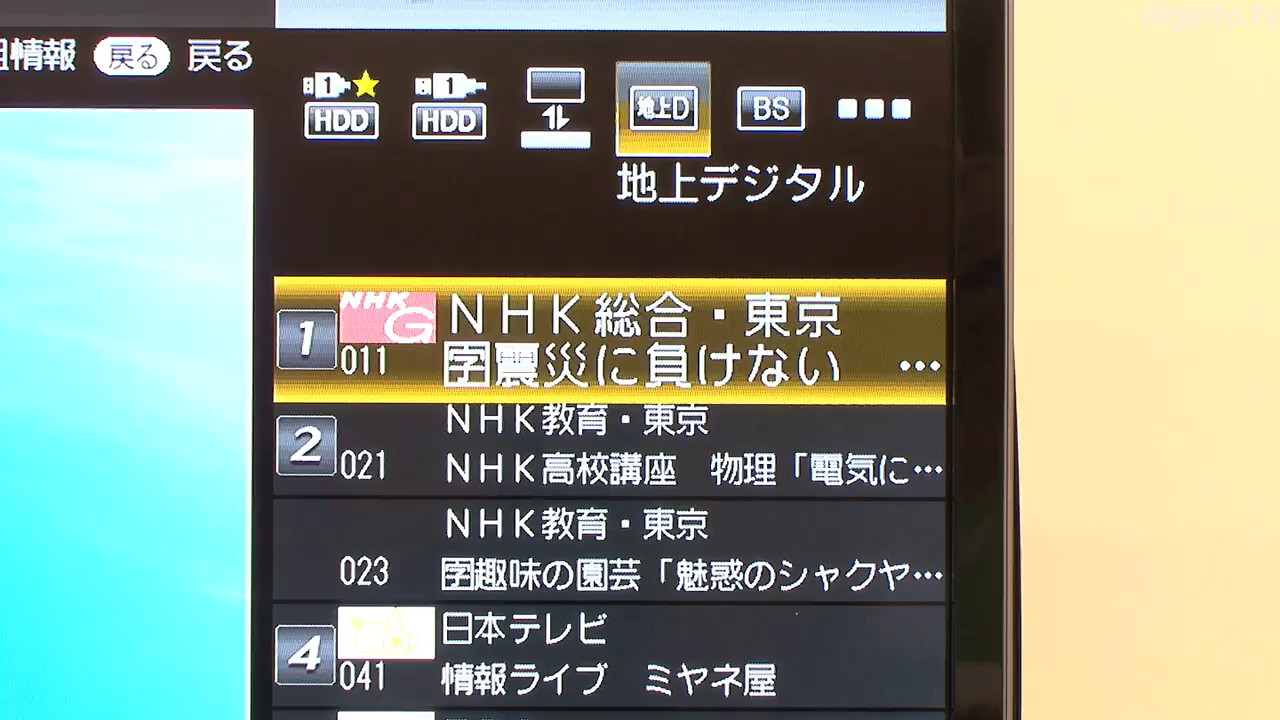 diginfo.tv
情報 戻る 戻る
1 HDD 1 HDD 地上D BS
地上デジタル
1 NHK G 011 NHK総合・東京
字震災に負けない …
2 021 NHK教育・東京
NHK高校講座 物理「電気に…
023 NHK教育・東京
字趣味の園芸「魅惑のシャクヤ…
4 041 日本テレビ
情報ライブ ミヤネ屋